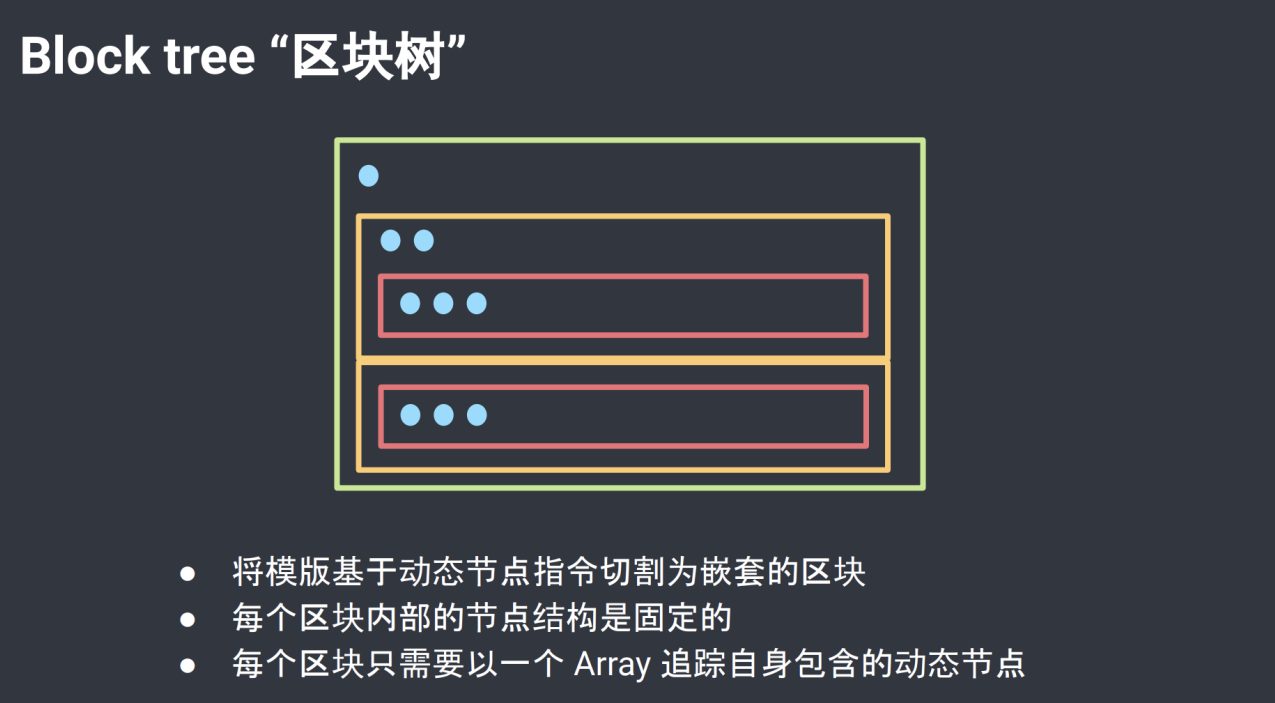 Block tree “区块树”
● 将模版基于动态节点指令切割为嵌套的区块
● 每个区块内部的节点结构是固定的
● 每个区块只需要以一个 Array 追踪自身包含的动态节点